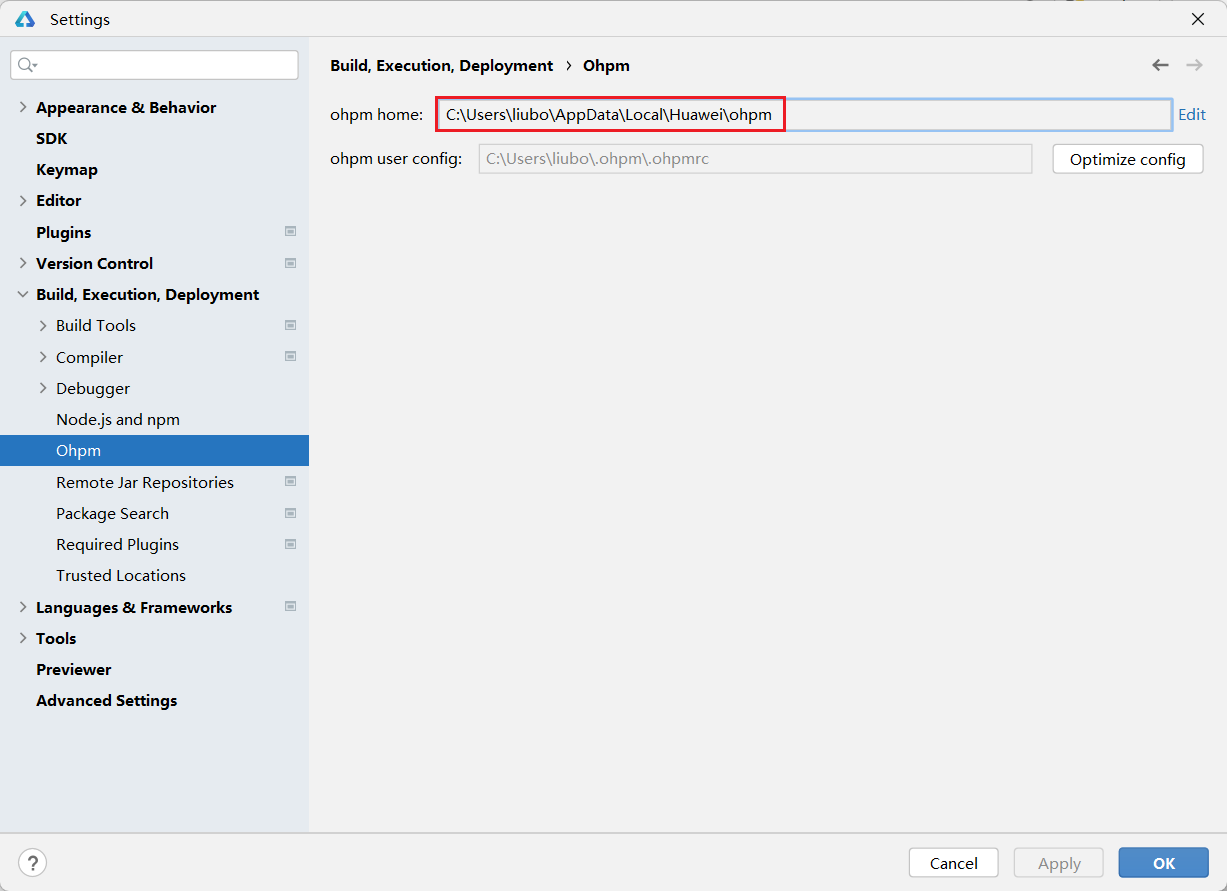 Settings
Build, Execution, Deployment › Ohpm
ohpm home: C:\Users\liubo\AppData\Local\Huawei\ohpm Edit
ohpm user config: C:\Users\liubo\.ohpm\.ohpmrc Optimize config
Appearance & Behavior
SDK
Keymap
Editor
Plugins
Version Control
Build, Execution, Deployment
Build Tools
Compiler
Debugger
Node.js and npm
Ohpm
Remote Jar Repositories
Package Search
Required Plugins
Trusted Locations
Languages & Frameworks
Tools
Previewer
Advanced Settings
? Cancel Apply OK